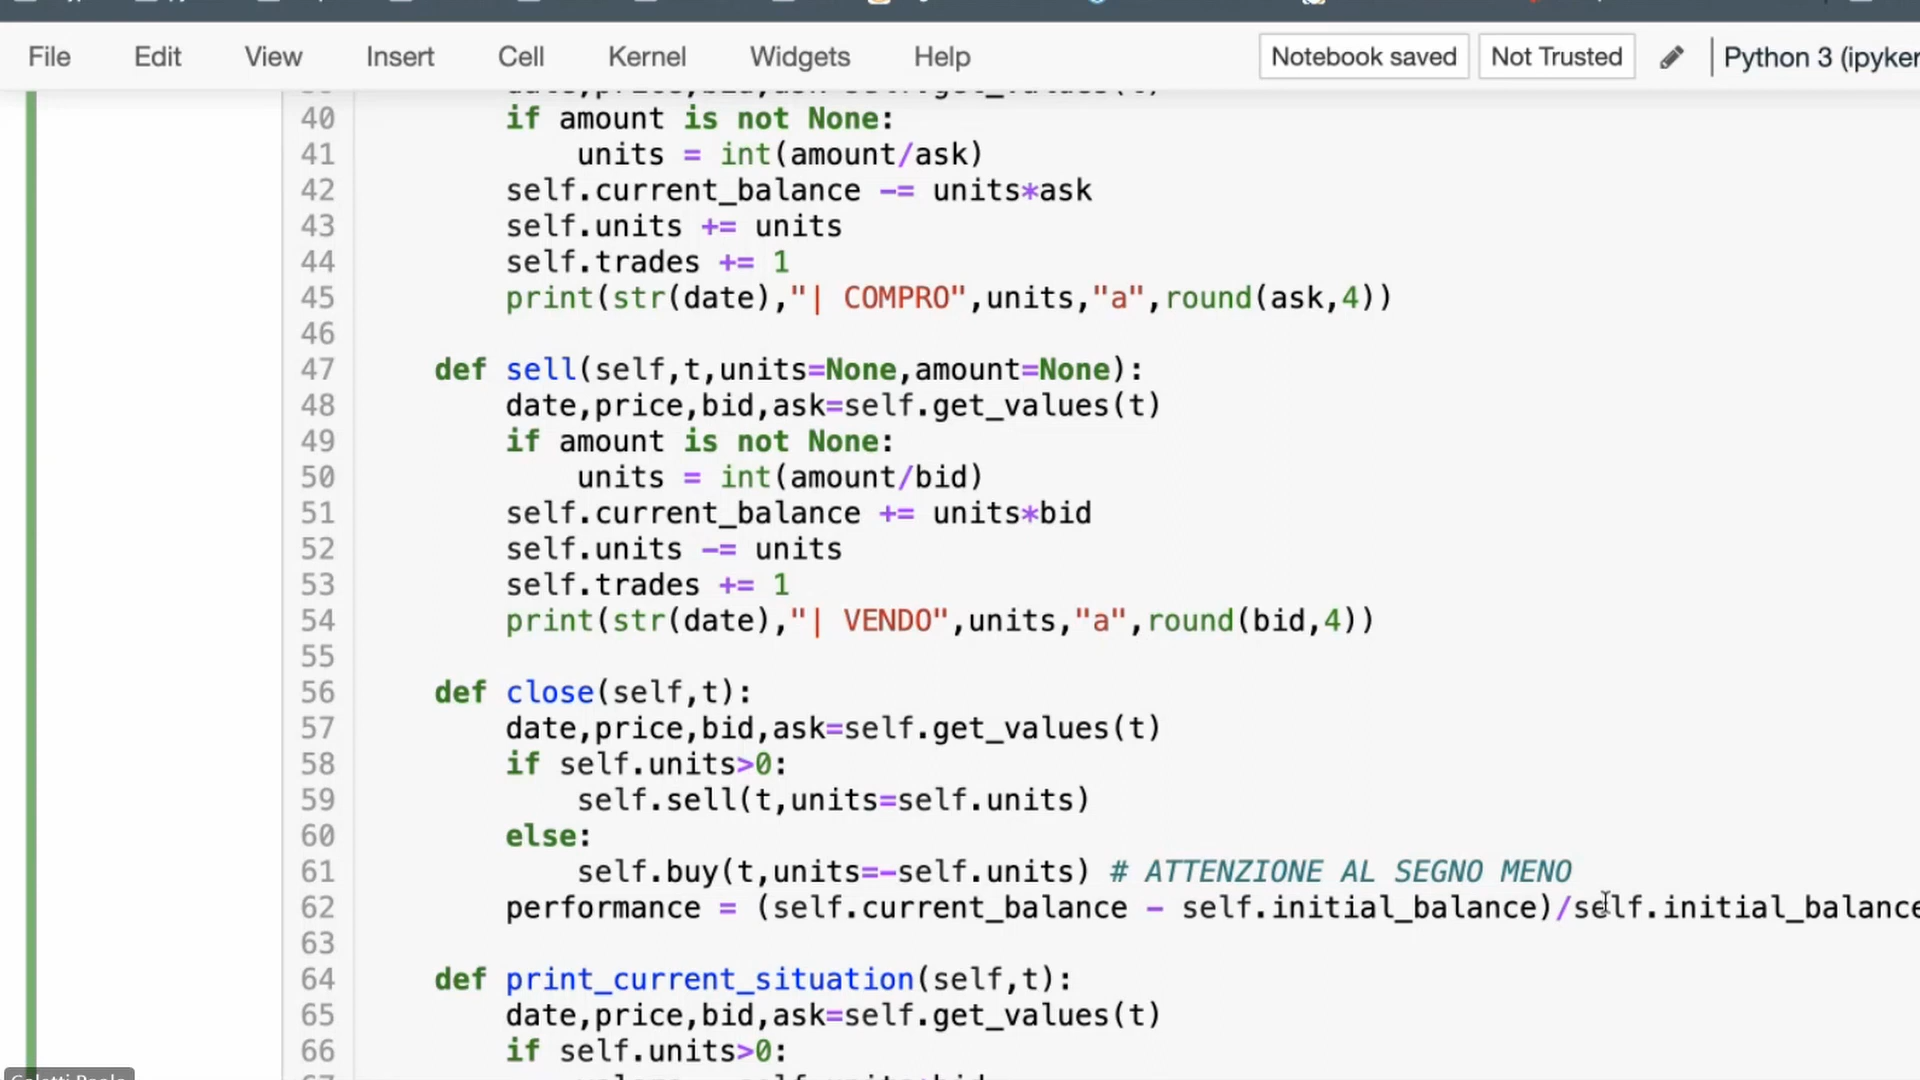 File Edit View Insert Cell Kernel Widgets Help Notebook saved Not Trusted Python 3 (ipyker
40 if amount is not None:
41 units = int(amount/ask)
42 self.current_balance -= units*ask
43 self.units += units
44 self.trades += 1
45 print(str(date),"| COMPRO",units,"a",round(ask,4))
46
47 def sell(self,t,units=None,amount=None):
48 date,price,bid,ask=self.get_values(t)
49 if amount is not None:
50 units = int(amount/bid)
51 self.current_balance += units*bid
52 self.units -= units
53 self.trades += 1
54 print(str(date),"| VENDO",units,"a",round(bid,4))
55
56 def close(self,t):
57 date,price,bid,ask=self.get_values(t)
58 if self.units>0:
59 self.sell(t,units=self.units)
60 else:
61 self.buy(t,units=-self.units) # ATTENZIONE AL SEGNO MENO
62 performance = (self.current_balance - self.initial_balance)/self.initial_balance
63
64 def print_current_situation(self,t):
65 date,price,bid,ask=self.get_values(t)
66 if self.units>0: